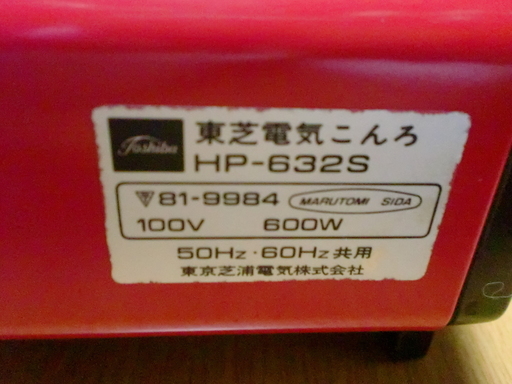 Toshiba
東芝電気こんろ
HP-632S
81-9984 MARUTOMI SIDA
100V 600W
50Hz・60Hz共用
東京芝浦電気株式会社